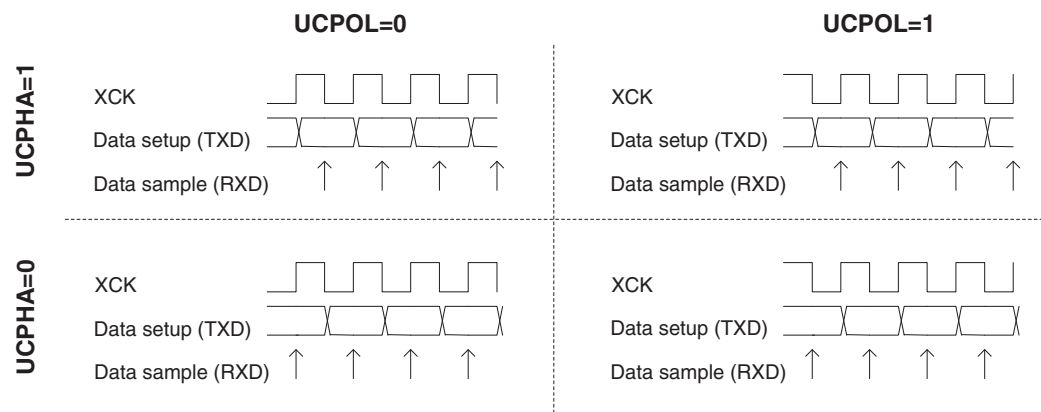 UCPOL=0 UCPOL=1
UCPHA=1
XCK XCK
Data setup (TXD) Data setup (TXD)
Data sample (RXD) Data sample (RXD)
UCPHA=0
XCK XCK
Data setup (TXD) Data setup (TXD)
Data sample (RXD) Data sample (RXD)